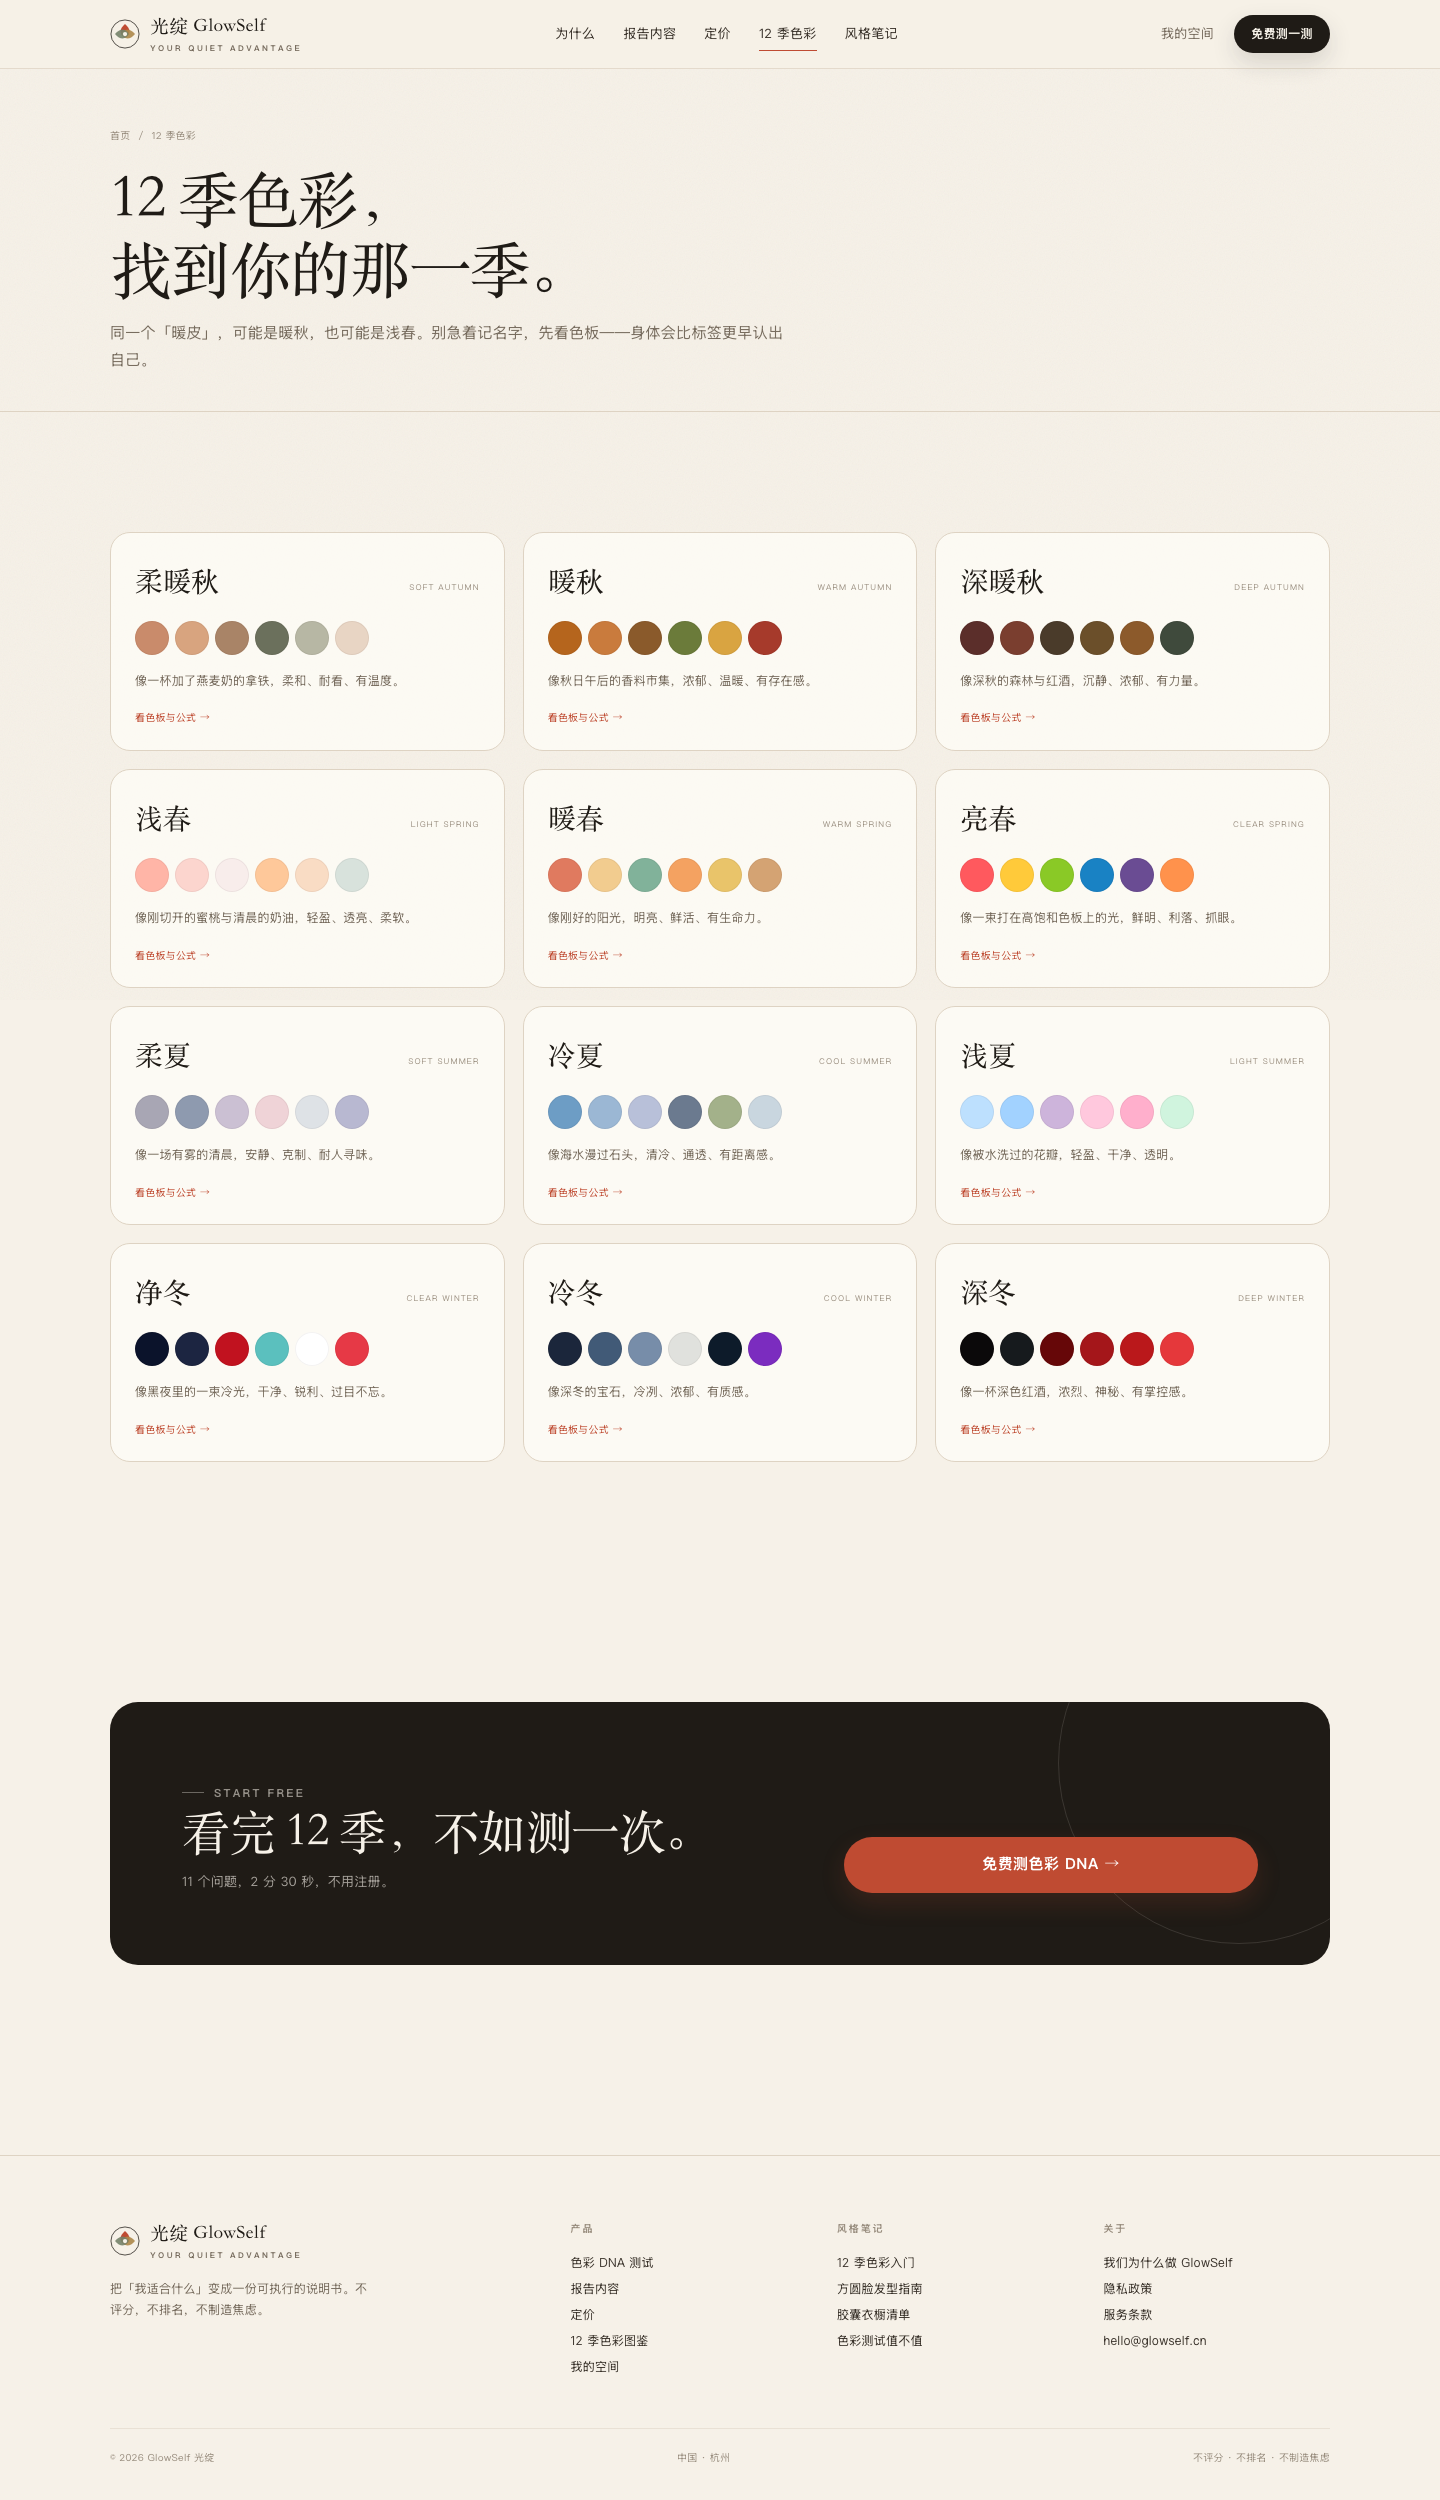 光绽 GlowSelf
YOUR QUIET ADVANTAGE
为什么
报告内容
定价
12 季色彩
风格笔记
我的空间
免费测一测
首页 / 12 季色彩
12 季色彩，
找到你的那一季。
同一个「暖皮」，可能是暖秋，也可能是浅春。别急着记名字，先看色板——身体会比标签更早认出
自己。
柔暖秋
SOFT AUTUMN
像一杯加了燕麦奶的拿铁，柔和、耐看、有温度。
看色板与公式 →
暖秋
WARM AUTUMN
像秋日午后的香料市集，浓郁、温暖、有存在感。
看色板与公式 →
深暖秋
DEEP AUTUMN
像深秋的森林与红酒，沉静、浓郁、有力量。
看色板与公式 →
浅春
LIGHT SPRING
像刚切开的蜜桃与清晨的奶油，轻盈、透亮、柔软。
看色板与公式 →
暖春
WARM SPRING
像刚好的阳光，明亮、鲜活、有生命力。
看色板与公式 →
亮春
CLEAR SPRING
像一束打在高饱和色板上的光，鲜明、利落、抓眼。
看色板与公式 →
柔夏
SOFT SUMMER
像一场有雾的清晨，安静、克制、耐人寻味。
看色板与公式 →
冷夏
COOL SUMMER
像海水漫过石头，清冷、通透、有距离感。
看色板与公式 →
浅夏
LIGHT SUMMER
像被水洗过的花瓣，轻盈、干净、透明。
看色板与公式 →
净冬
CLEAR WINTER
像黑夜里的一束冷光，干净、锐利、过目不忘。
看色板与公式 →
冷冬
COOL WINTER
像深冬的宝石，冷冽、浓郁、有质感。
看色板与公式 →
深冬
DEEP WINTER
像一杯深色红酒，浓烈、神秘、有掌控感。
看色板与公式 →
START FREE
看完 12 季，不如测一次。
11 个问题，2 分 30 秒，不用注册。
免费测色彩 DNA →
光绽 GlowSelf
YOUR QUIET ADVANTAGE
把「我适合什么」变成一份可执行的说明书。不
评分，不排名，不制造焦虑。
产品
色彩 DNA 测试
报告内容
定价
12 季色彩图鉴
我的空间
风格笔记
12 季色彩入门
方圆脸发型指南
胶囊衣橱清单
色彩测试值不值
关于
我们为什么做 GlowSelf
隐私政策
服务条款
hello@glowself.cn
© 2026 GlowSelf 光绽
中国 · 杭州
不评分 · 不排名 · 不制造焦虑